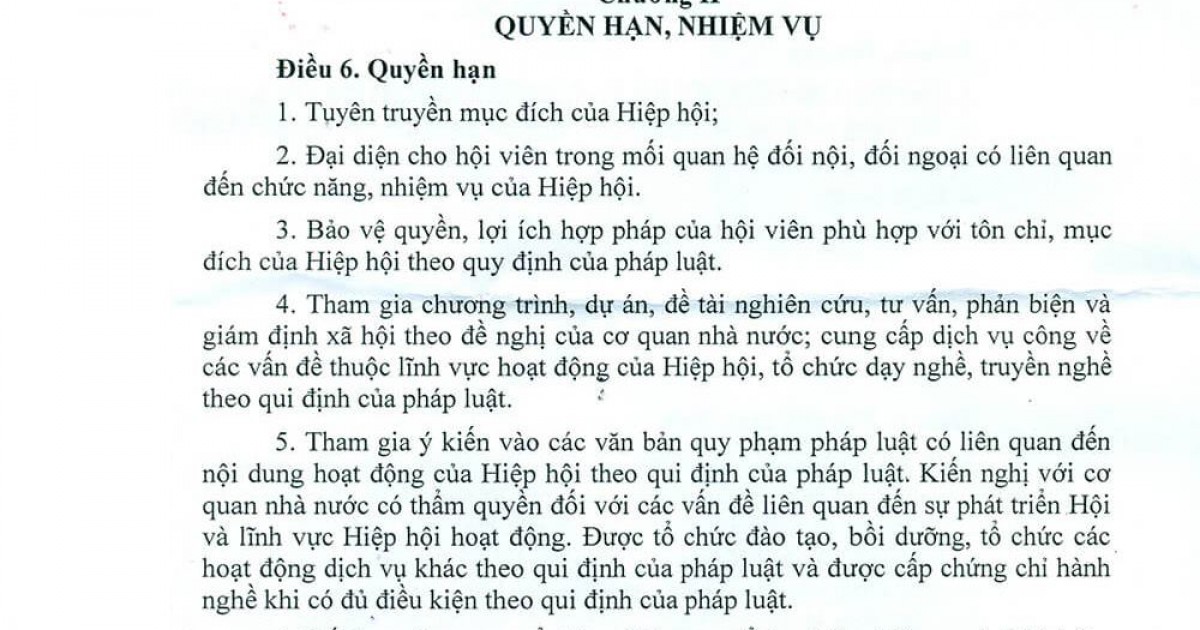 Chương II
QUYỀN HẠN, NHIỆM VỤ
Điều 6. Quyền hạn
1. Tuyên truyền mục đích của Hiệp hội;
2. Đại diện cho hội viên trong mối quan hệ đối nội, đối ngoại có liên quan
đến chức năng, nhiệm vụ của Hiệp hội.
3. Bảo vệ quyền, lợi ích hợp pháp của hội viên phù hợp với tôn chỉ, mục
đích của Hiệp hội theo quy định của pháp luật.
4. Tham gia chương trình, dự án, đề tài nghiên cứu, tư vấn, phản biện và
giám định xã hội theo đề nghị của cơ quan nhà nước; cung cấp dịch vụ công về
các vấn đề thuộc lĩnh vực hoạt động của Hiệp hội, tổ chức dạy nghề, truyền nghề
theo qui định của pháp luật.
5. Tham gia ý kiến vào các văn bản quy phạm pháp luật có liên quan đến
nội dung hoạt động của Hiệp hội theo qui định của pháp luật. Kiến nghị với cơ
quan nhà nước có thẩm quyền đối với các vấn đề liên quan đến sự phát triển Hội
và lĩnh vực Hiệp hội hoạt động. Được tổ chức đào tạo, bồi dưỡng, tổ chức các
hoạt động dịch vụ khác theo qui định của pháp luật và được cấp chứng chỉ hành
nghề khi có đủ điều kiện theo qui định của pháp luật.